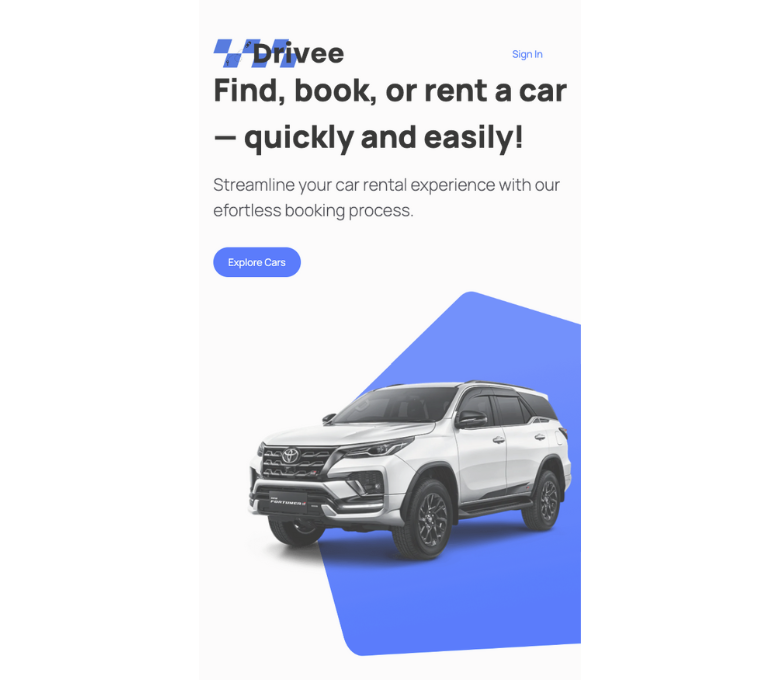 Drivee
Sign In
Find, book, or rent a car
— quickly and easily!
Streamline your car rental experience with our
efortless booking process.
Explore Cars
FORTUNER